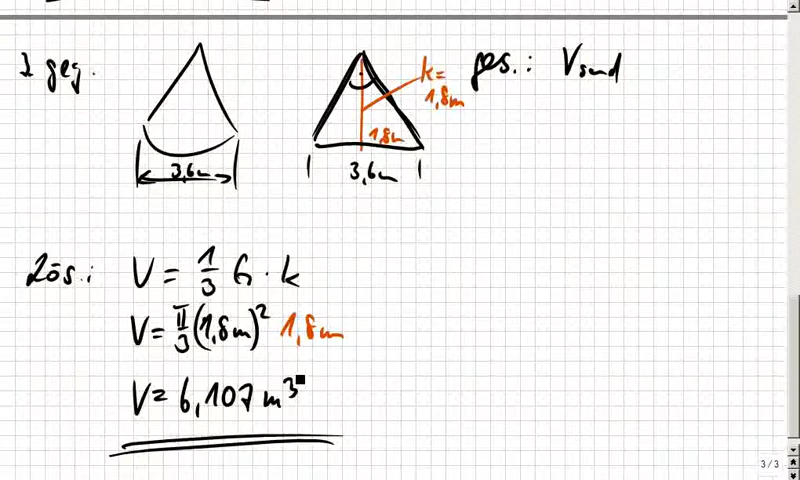 geg. 3,6m k= 1,8m 1,8m 3,6m ges.: Vsand
Lös.: V = 1/3 G · k
V = π/3 (1,8m)² 1,8m
V = 6,107 m³
3/3